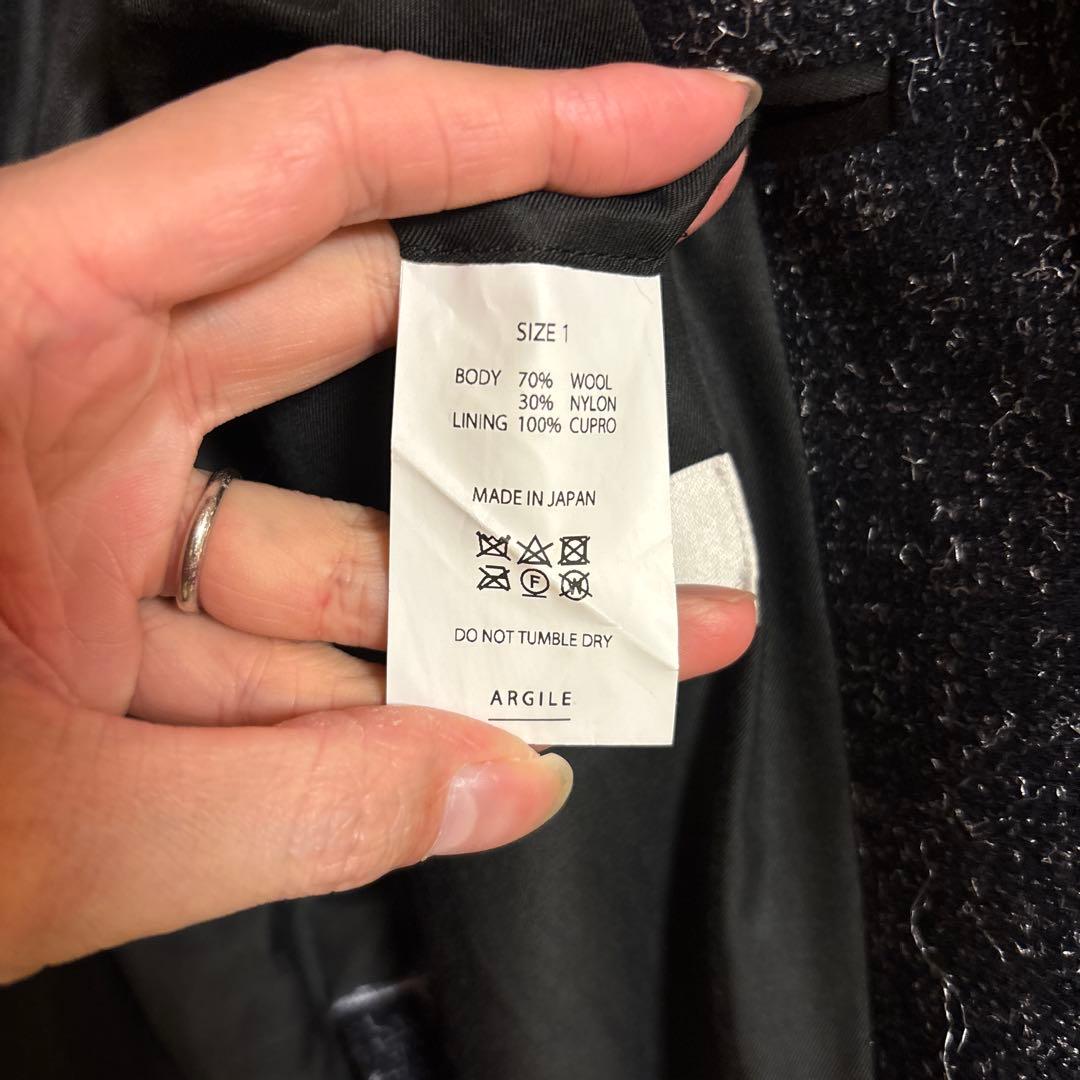 SIZE 1
BODY 70% WOOL
30% NYLON
LINING 100% CUPRO
MADE IN JAPAN
F W
DO NOT TUMBLE DRY
ARGILE